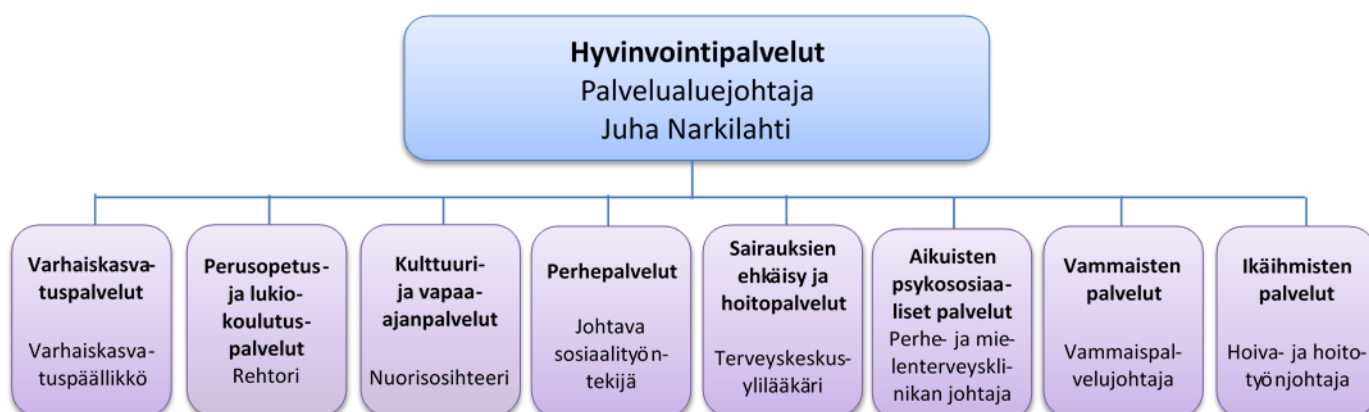 Hyvinvointipalvelut
Palvelualuejohtaja
Juha Narkilahti
Varhaiskasva-
tuspalvelut
Varhaiskasva-
tuspäällikkö
Perusopetus-
ja lukio-
koulutus-
palvelut
Rehtori
Kulttuuri-
ja vapaa-
ajanpalvelut
Nuorisosihteeri
Perhepalvelut
Johtava
sosiaalityön-
tekijä
Sairauksien
ehkäisy ja
hoitopalvelut
Terveyskeskus-
ylilääkäri
Aikuisten
psykososiaa-
liset palvelut
Perhe- ja mie-
lenterveyskli-
nikan johtaja
Vammaisten
palvelut
Vammaispal-
velujohtaja
Ikäihmisten
palvelut
Hoiva- ja hoito-
työnjohtaja